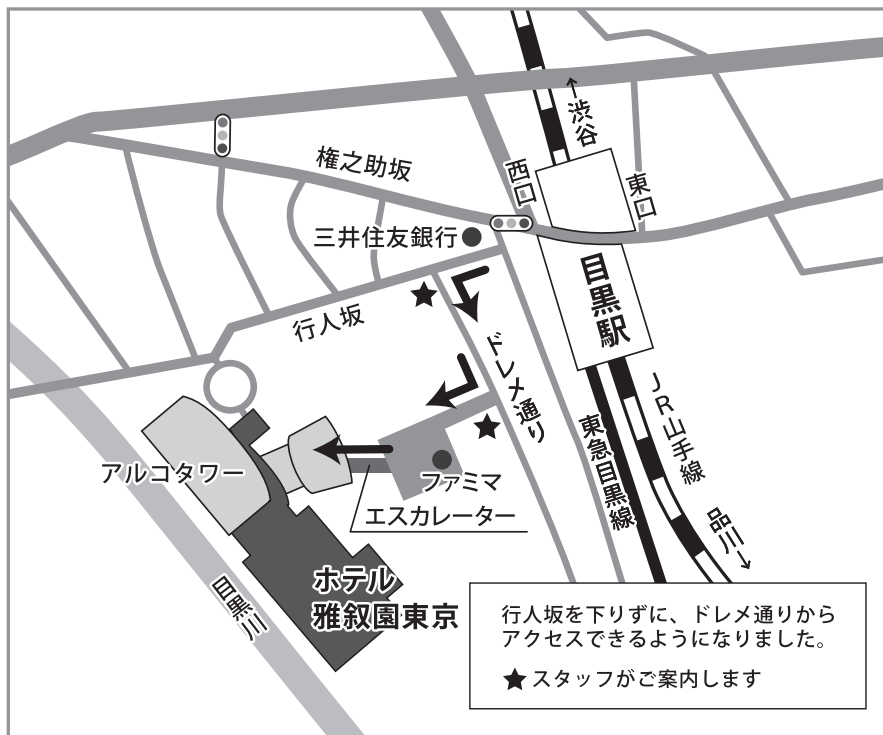 ←渋谷
権之助坂
西口
東口
三井住友銀行
目黒駅
行人坂
ドレメ通り
JR山手線
アルコタワー
ファミマ
東急目黒線
エスカレーター
品川→
ホテル
雅叙園東京
目黒川
行人坂を下りずに、ドレメ通りから
アクセスできるようになりました。
★スタッフがご案内します